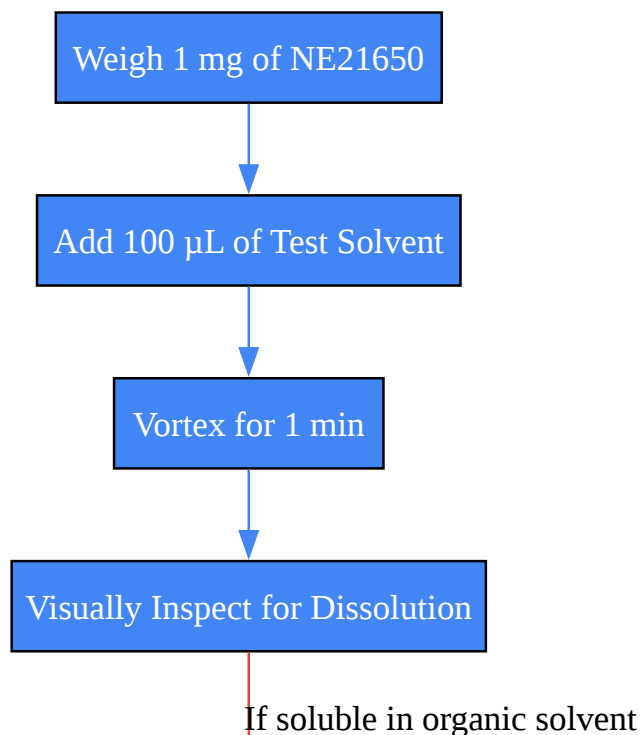 Weigh 1 mg of NE21650
Add 100 µL of Test Solvent
Vortex for 1 min
Visually Inspect for Dissolution
If soluble in organic solvent